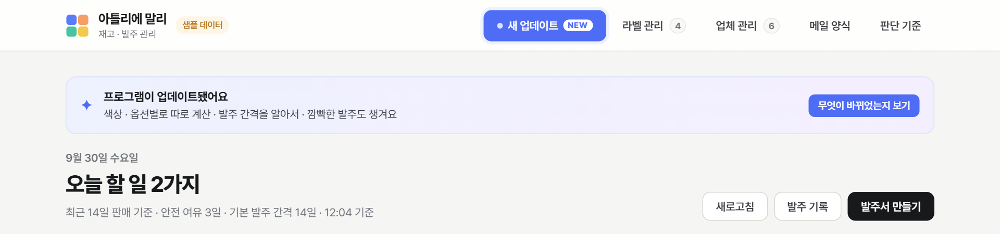 아틀리에 말리
재고 · 발주 관리
샘플 데이터
새 업데이트 NEW
라벨 관리 4
업체 관리 6
메일 양식
판단 기준
프로그램이 업데이트됐어요
색상 · 옵션별로 따로 계산 · 발주 간격을 알아서 · 깜빡한 발주도 챙겨요
무엇이 바뀌었는지 보기
9월 30일 수요일
오늘 할 일 2가지
최근 14일 판매 기준 · 안전 여유 3일 · 기본 발주 간격 14일 · 12:04 기준
새로고침
발주 기록
발주서 만들기